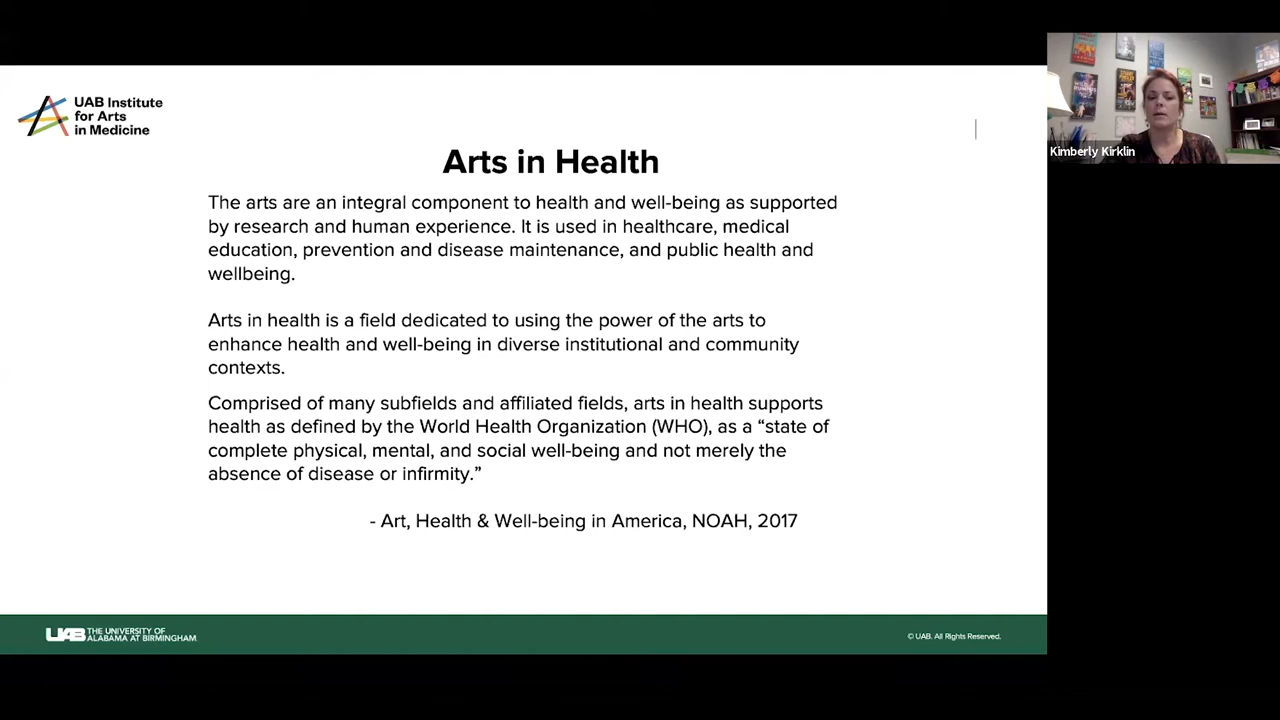 UAB Institute
for Arts
in Medicine
Arts in Health
The arts are an integral component to health and well-being as supported
by research and human experience. It is used in healthcare, medical
education, prevention and disease maintenance, and public health and
wellbeing.
Arts in health is a field dedicated to using the power of the arts to
enhance health and well-being in diverse institutional and community
contexts.
Comprised of many subfields and affiliated fields, arts in health supports
health as defined by the World Health Organization (WHO), as a “state of
complete physical, mental, and social well-being and not merely the
absence of disease or infirmity.”
- Art, Health & Well-being in America, NOAH, 2017
UAB THE UNIVERSITY OF
ALABAMA AT BIRMINGHAM
© UAB. All Rights Reserved.
Kimberly Kirklin